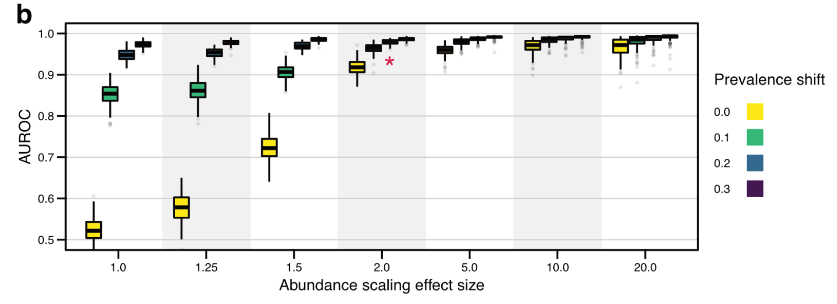 b
AUROC
1.0
0.9
0.8
0.7
0.6
0.5
*
1.0 1.25 1.5 2.0 5.0 10.0 20.0
Abundance scaling effect size
Prevalence shift
0.0
0.1
0.2
0.3